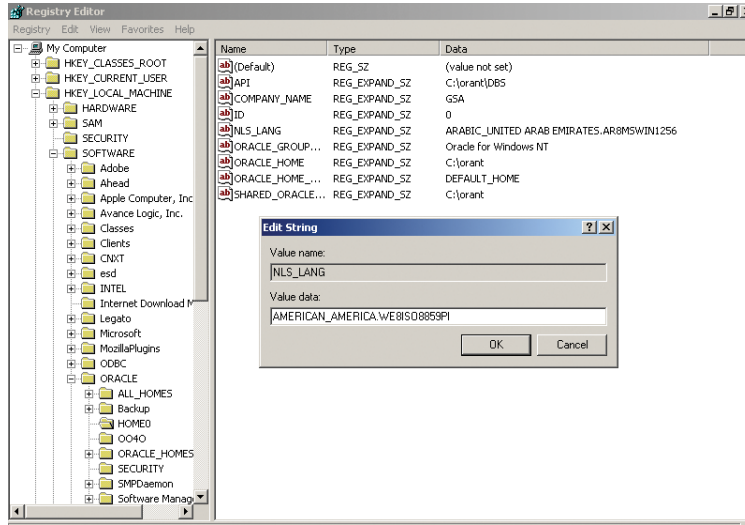 Registry Editor
Registry Edit View Favorites Help
My Computer
HKEY_CLASSES_ROOT
HKEY_CURRENT_USER
HKEY_LOCAL_MACHINE
HARDWARE
SAM
SECURITY
SOFTWARE
Adobe
Ahead
Apple Computer, Inc
Avance Logic, Inc.
Classes
Clients
CNXT
esd
INTEL
Internet Download M
Legato
Microsoft
MozillaPlugins
ODBC
ORACLE
ALL_HOMES
Backup
HOME0
OO4O
ORACLE_HOMES
SECURITY
SMPDaemon
Software Manag
Name Type Data
(Default) REG_SZ (value not set)
API REG_EXPAND_SZ C:\orant\DBS
COMPANY_NAME REG_EXPAND_SZ GSA
ID REG_EXPAND_SZ 0
NLS_LANG REG_EXPAND_SZ ARABIC_UNITED ARAB EMIRATES.AR8MSWIN1256
ORACLE_GROUP... REG_EXPAND_SZ Oracle for Windows NT
ORACLE_HOME REG_EXPAND_SZ C:\orant
ORACLE_HOME_... REG_EXPAND_SZ DEFAULT_HOME
SHARED_ORACLE... REG_EXPAND_SZ C:\orant
Edit String
Value name:
NLS_LANG
Value data:
AMERICAN_AMERICA.WE8ISO8859PI
OK Cancel